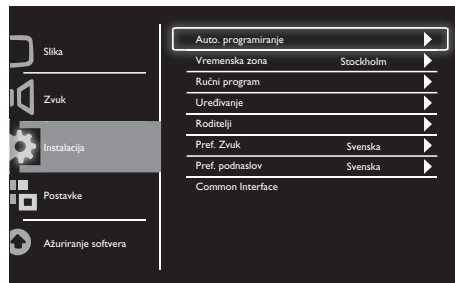 Slika
Zvuk
Instalacija
Postavke
Ažuriranje softvera
Auto. programiranje
Vremenska zona Stockholm
Ručni program
Uređivanje
Roditelji
Pref. Zvuk Svenska
Pref. podnaslov Svenska
Common Interface